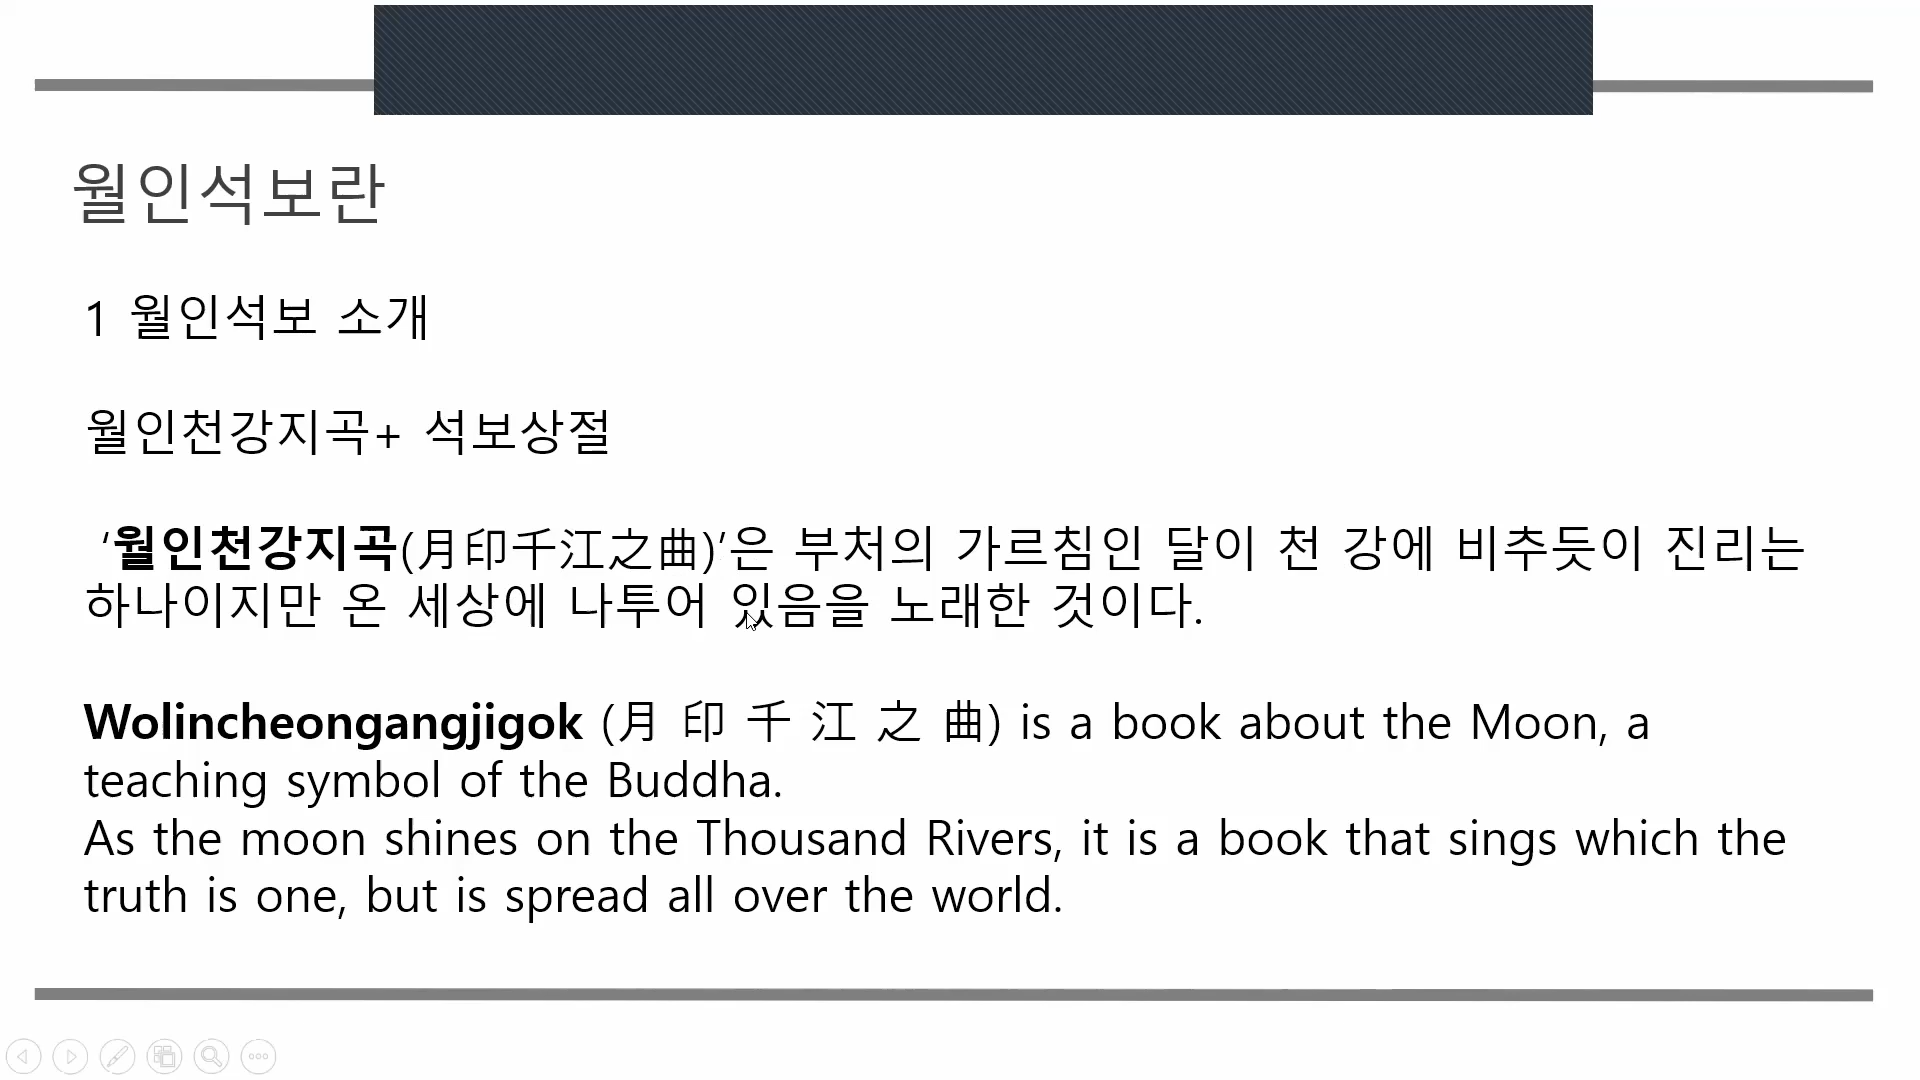 월인석보란
1 월인석보 소개
월인천강지곡+ 석보상절
‘월인천강지곡(月印千江之曲)’은 부처의 가르침인 달이 천 강에 비추듯이 진리는
하나이지만 온 세상에 나투어 있음을 노래한 것이다.
Wolincheongangjigok (月 印 千 江 之 曲) is a book about the Moon, a
teaching symbol of the Buddha.
As the moon shines on the Thousand Rivers, it is a book that sings which the
truth is one, but is spread all over the world.